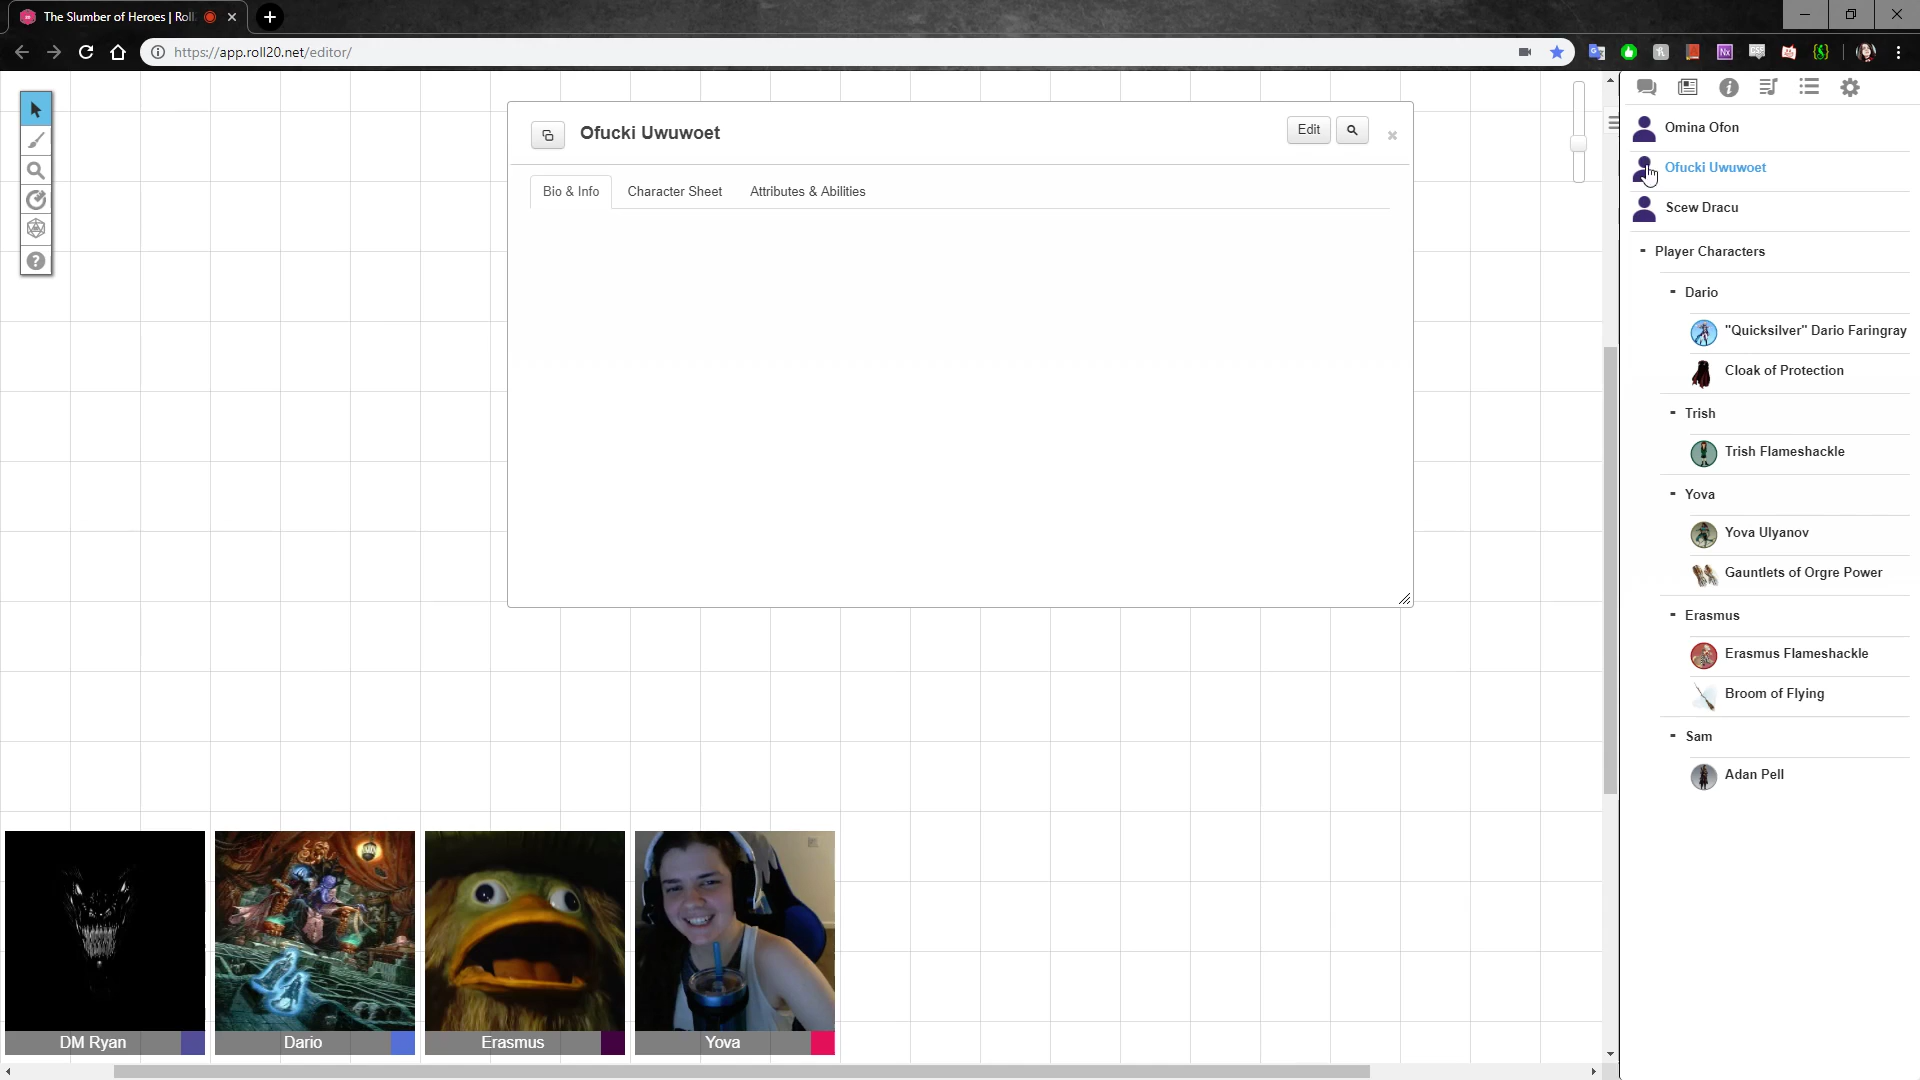 The Slumber of Heroes | Roll
https://app.roll20.net/editor/
Ofucki Uwuwoet
Edit
Bio & Info
Character Sheet
Attributes & Abilities
Omina Ofon
Ofucki Uwuwoet
Scew Dracu
- Player Characters
- Dario
"Quicksilver" Dario Faringray
Cloak of Protection
- Trish
Trish Flameshackle
- Yova
Yova Ulyanov
Gauntlets of Orgre Power
- Erasmus
Erasmus Flameshackle
Broom of Flying
- Sam
Adan Pell
DM Ryan
Dario
Erasmus
Yova